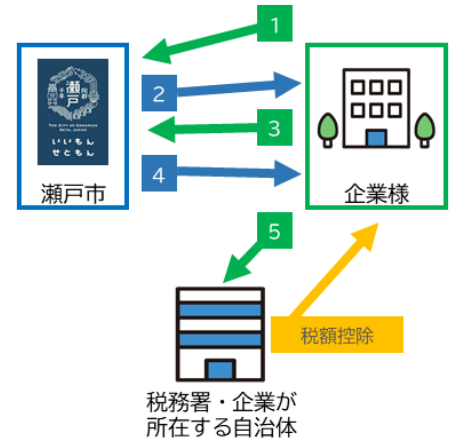 1
2
3
4
5
瀬戸
THE CITY OF CERAMICS
SETO, JAPAN
いいもん
せともん
瀬戸市
企業様
税額控除
税務署・企業が
所在する自治体